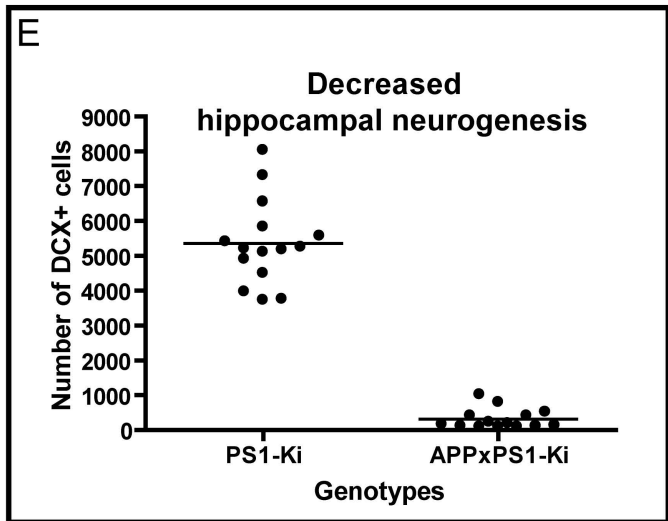 E
Decreased
hippocampal neurogenesis
Number of DCX+ cells
9000
8000
7000
6000
5000
4000
3000
2000
1000
0
PS1-Ki
APPxPS1-Ki
Genotypes